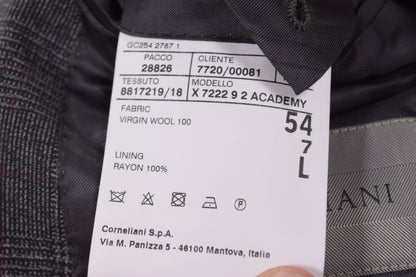 GC254 2787 1
PACCO CLIENTE
28826 7720/00081
TESSUTO MODELLO
8817219/18 X 7222 9 2 ACADEMY
FABRIC
VIRGIN WOOL 100
54
7
L
LINING
RAYON 100%
Corneliani S.p.A.
Via M. Panizza 5 - 46100 Mantova, Italia
IANI